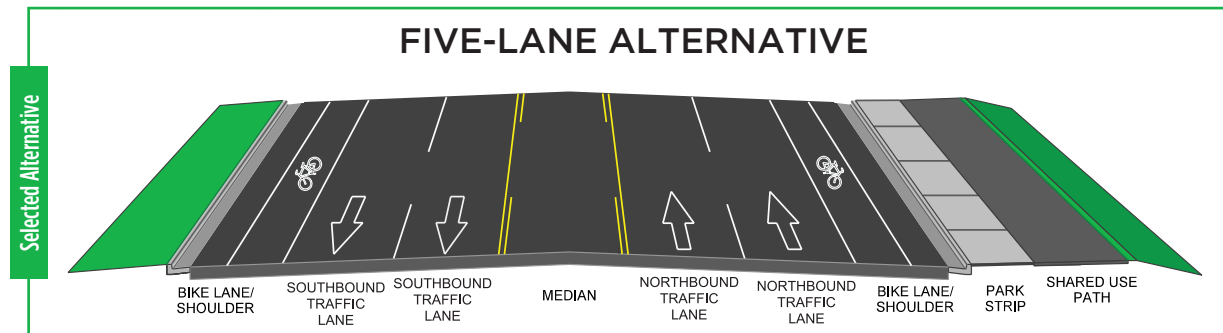 FIVE-LANE ALTERNATIVE
Selected Alternative
BIKE LANE/
SHOULDER
SOUTHBOUND
TRAFFIC
LANE
SOUTHBOUND
TRAFFIC
LANE
MEDIAN
NORTHBOUND
TRAFFIC
LANE
NORTHBOUND
TRAFFIC
LANE
BIKE LANE/
SHOULDER
PARK
STRIP
SHARED USE
PATH